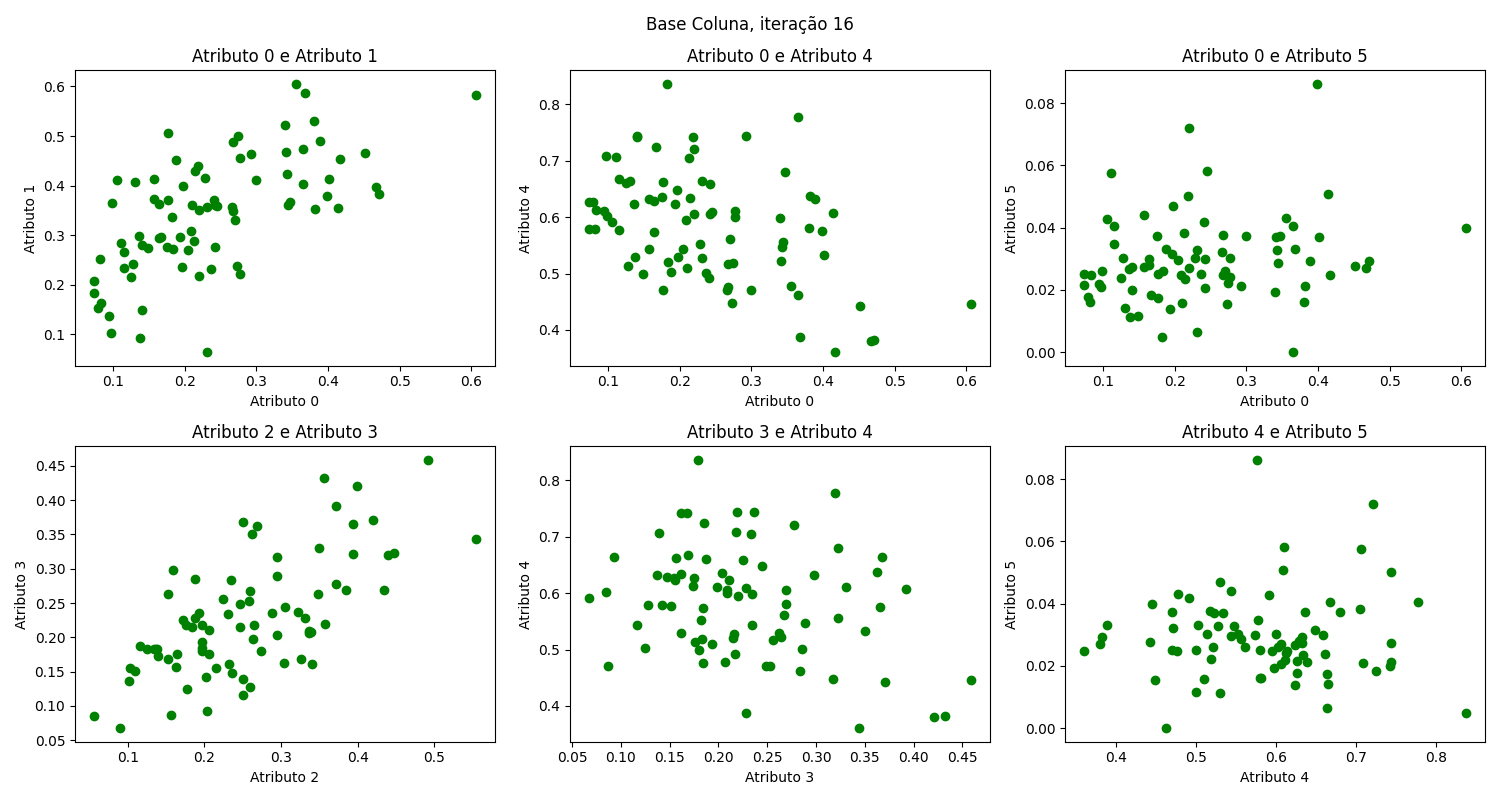 Base Coluna, iteração 16
Atributo 0 e Atributo 1
Atributo 1
0.6
0.5
0.4
0.3
0.2
0.1
0.1 0.2 0.3 0.4 0.5 0.6
Atributo 0
Atributo 0 e Atributo 4
Atributo 4
0.8
0.7
0.6
0.5
0.4
0.1 0.2 0.3 0.4 0.5 0.6
Atributo 0
Atributo 0 e Atributo 5
Atributo 5
0.08
0.06
0.04
0.02
0.00
0.1 0.2 0.3 0.4 0.5 0.6
Atributo 0
Atributo 2 e Atributo 3
Atributo 3
0.45
0.40
0.35
0.30
0.25
0.20
0.15
0.10
0.05
0.1 0.2 0.3 0.4 0.5
Atributo 2
Atributo 3 e Atributo 4
Atributo 4
0.8
0.7
0.6
0.5
0.4
0.05 0.10 0.15 0.20 0.25 0.30 0.35 0.40 0.45
Atributo 3
Atributo 4 e Atributo 5
Atributo 5
0.08
0.06
0.04
0.02
0.00
0.4 0.5 0.6 0.7 0.8
Atributo 4